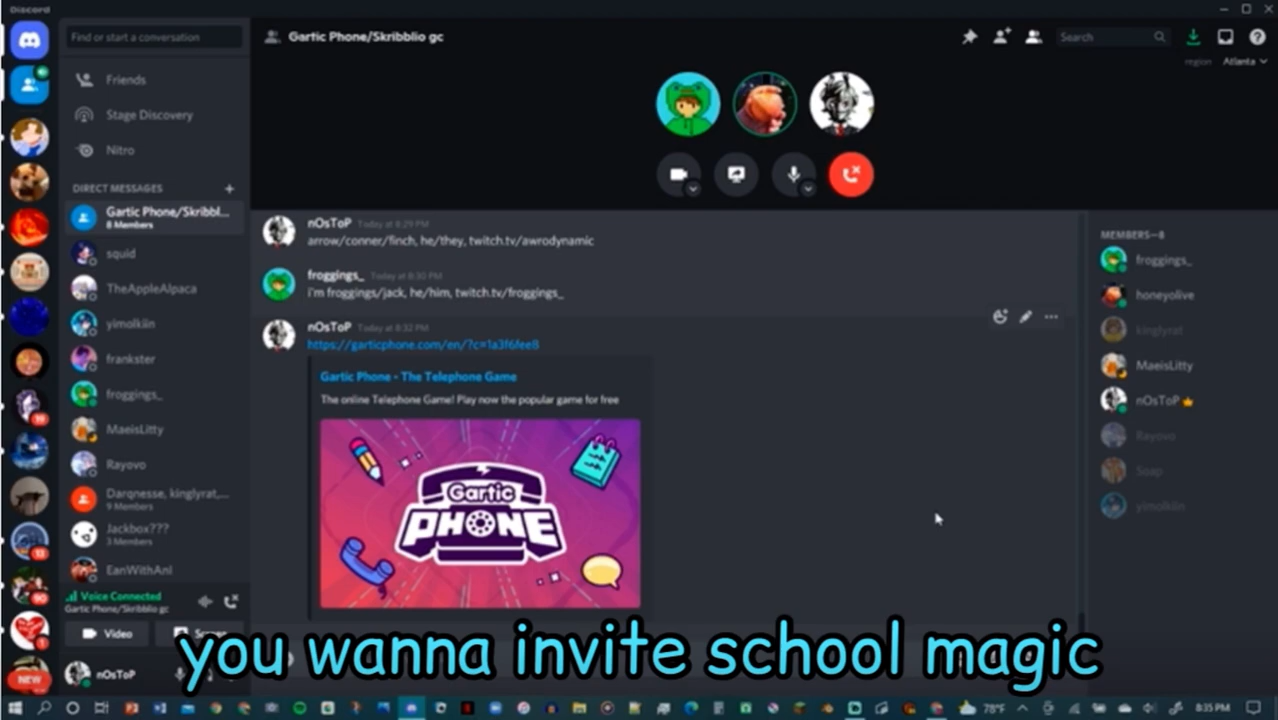 Discord
Find or start a conversation
Gartic Phone/Skribblio gc
Search
region Atlanta
Friends
Stage Discovery
Nitro
DIRECT MESSAGES +
Gartic Phone/Skribbl...
8 Members
squid
TheAppleAlpaca
yimolkiin
frankster
froggings_
MaeisLitty
Rayovo
Darqnesse, kinglyrat,...
9 Members
Jackbox???
3 Members
EanWithAnI
Voice Connected
Gartic Phone/Skribblio gc
Video
nOsToP
nOsToP Today at 8:29 PM
arrow/conner/finch, he/they, twitch.tv/awrodynamic
froggings_ Today at 8:30 PM
i'm froggings/jack, he/him, twitch.tv/froggings_
nOsToP Today at 8:32 PM
https://garticphone.com/en/?c=1a3f6fee8
Gartic Phone - The Telephone Game
The online Telephone Game! Play now the popular game for free
Gartic
PHONE
MEMBERS—8
froggings_
honeyolive
kinglyrat
MaeisLitty
nOsToP
Rayovo
Soap
yimolkiin
NEW
you wanna invite school magic
78°F
8:35 PM